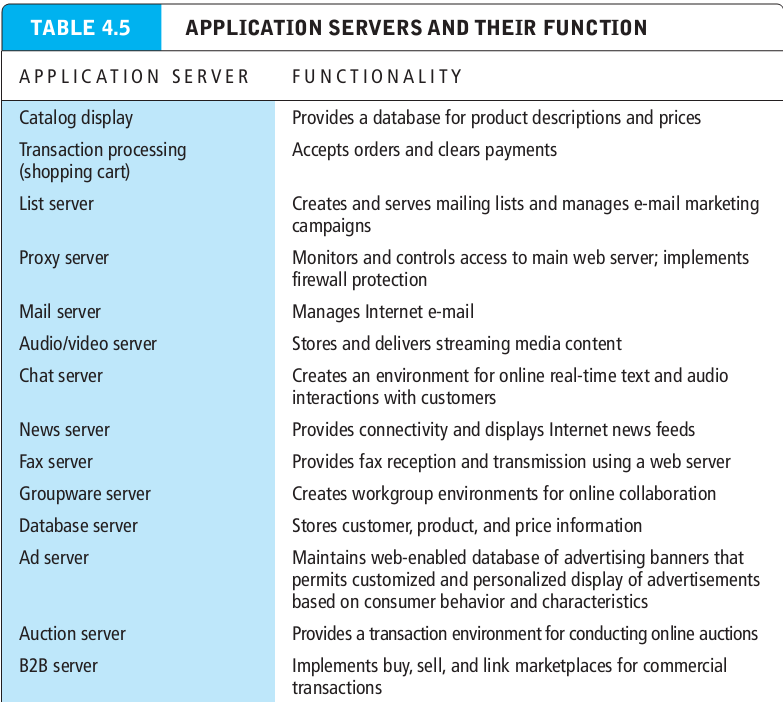 TABLE 4.5 APPLICATION SERVERS AND THEIR FUNCTION
APPLICATION SERVER FUNCTIONALITY
Catalog display Provides a database for product descriptions and prices
Transaction processing Accepts orders and clears payments
(shopping cart)
List server Creates and serves mailing lists and manages e-mail marketing
campaigns
Proxy server Monitors and controls access to main web server; implements
firewall protection
Mail server Manages Internet e-mail
Audio/video server Stores and delivers streaming media content
Chat server Creates an environment for online real-time text and audio
interactions with customers
News server Provides connectivity and displays Internet news feeds
Fax server Provides fax reception and transmission using a web server
Groupware server Creates workgroup environments for online collaboration
Database server Stores customer, product, and price information
Ad server Maintains web-enabled database of advertising banners that
permits customized and personalized display of advertisements
based on consumer behavior and characteristics
Auction server Provides a transaction environment for conducting online auctions
B2B server Implements buy, sell, and link marketplaces for commercial
transactions